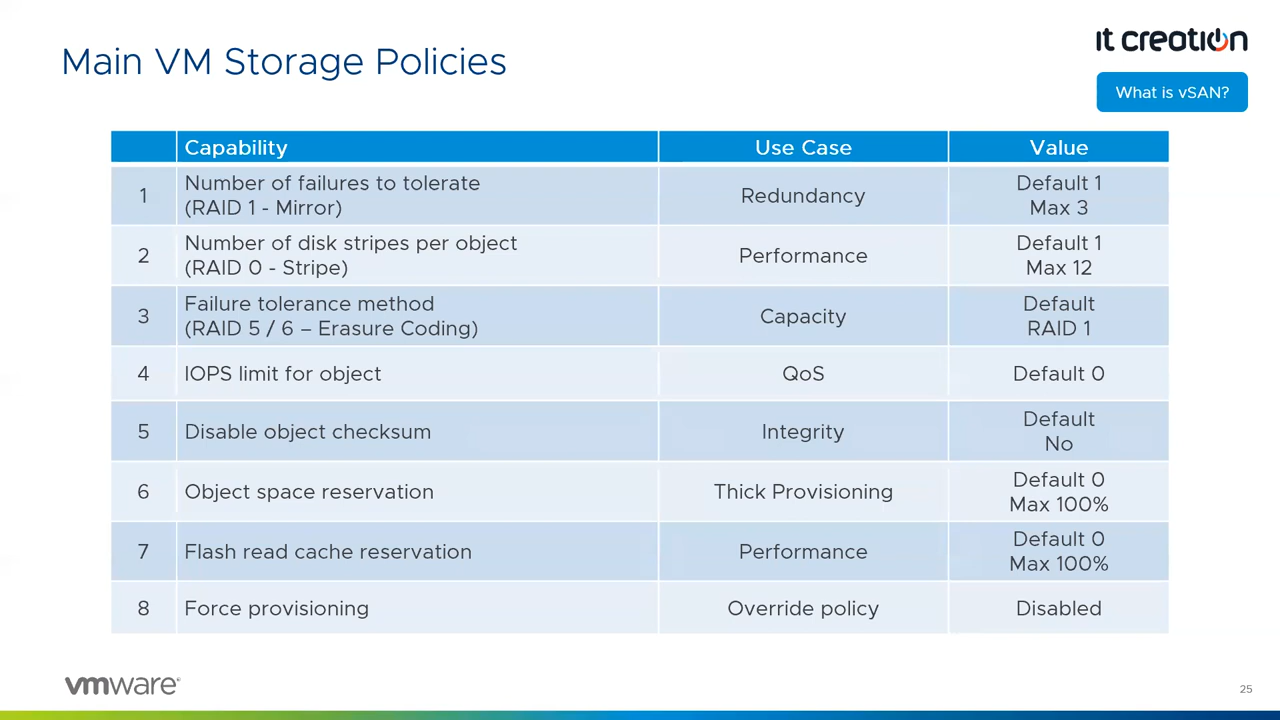 Main VM Storage Policies
it creation
What is vSAN?
Capability Use Case Value
1 Number of failures to tolerate (RAID 1 - Mirror) Redundancy Default 1 Max 3
2 Number of disk stripes per object (RAID 0 - Stripe) Performance Default 1 Max 12
3 Failure tolerance method (RAID 5 / 6 – Erasure Coding) Capacity Default RAID 1
4 IOPS limit for object QoS Default 0
5 Disable object checksum Integrity Default No
6 Object space reservation Thick Provisioning Default 0 Max 100%
7 Flash read cache reservation Performance Default 0 Max 100%
8 Force provisioning Override policy Disabled
vmware®
25